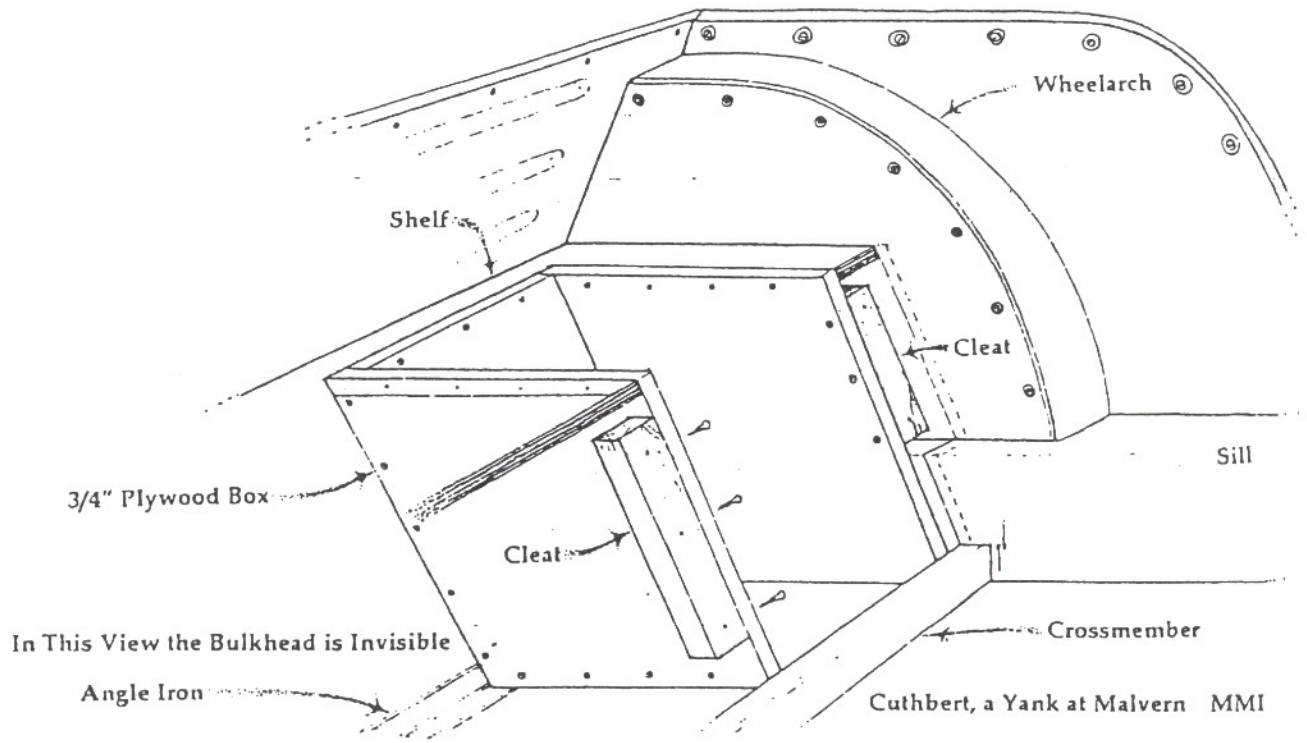 Wheelarch
Shelf
Cleat
Sill
3/4" Plywood Box
Cleat
In This View the Bulkhead is Invisible
Crossmember
Angle Iron
Cuthbert, a Yank at Malvern MMI